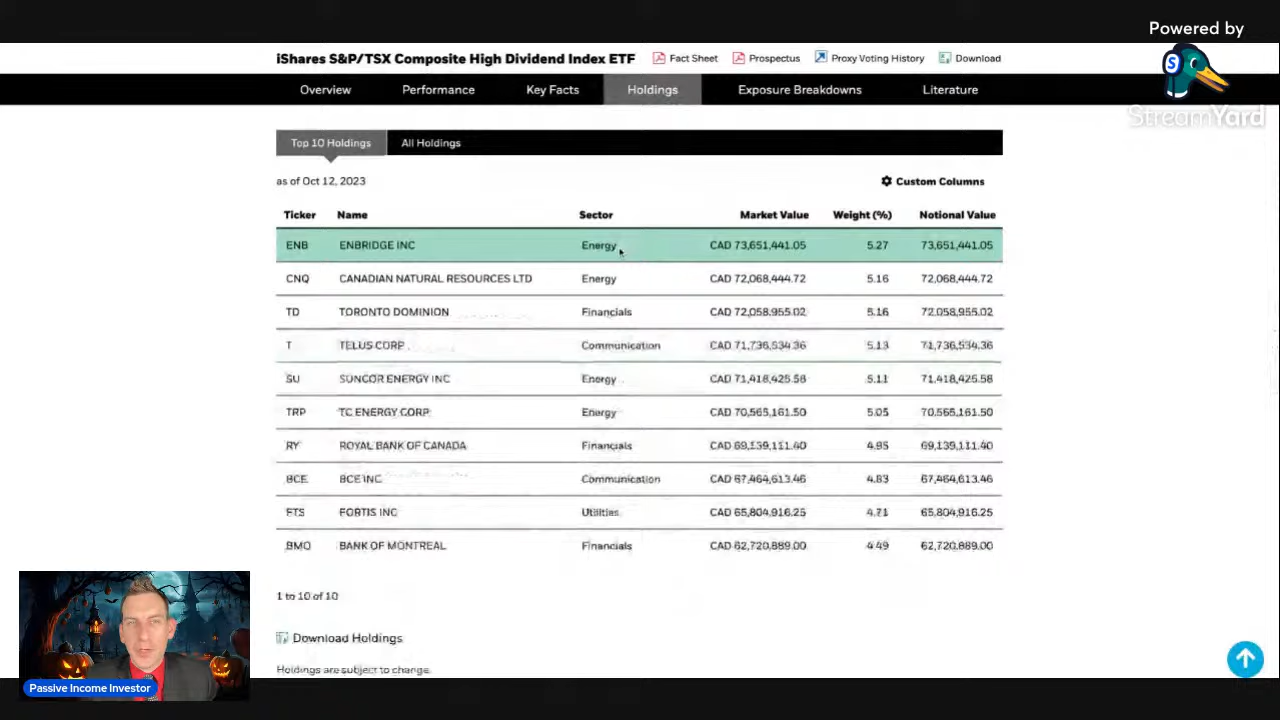 Powered by
iShares S&P/TSX Composite High Dividend Index ETF Fact Sheet Prospectus Proxy Voting History Download
StreamYard
Overview Performance Key Facts Holdings Exposure Breakdowns Literature
Top 10 Holdings All Holdings
as of Oct 12, 2023 Custom Columns
Ticker Name Sector Market Value Weight (%) Notional Value
ENB ENBRIDGE INC Energy CAD 73,651,441.05 5.27 73,651,441.05
CNQ CANADIAN NATURAL RESOURCES LTD Energy CAD 72,068,444.72 5.16 72,068,444.72
TD TORONTO DOMINION Financials CAD 72,058,955.02 5.16 72,058,955.02
T TELUS CORP Communication CAD 71,736,534.36 5.13 71,736,534.36
SU SUNCOR ENERGY INC Energy CAD 71,418,425.58 5.11 71,418,425.58
TRP TC ENERGY CORP Energy CAD 70,565,161.50 5.05 70,565,161.50
RY ROYAL BANK OF CANADA Financials CAD 69,139,111.40 4.95 69,139,111.40
BCE BCE INC Communication CAD 67,464,613.46 4.83 67,464,613.46
FTS FORTIS INC Utilities CAD 65,804,916.25 4.71 65,804,916.25
BMO BANK OF MONTREAL Financials CAD 62,720,889.00 4.49 62,720,889.00
1 to 10 of 10
Download Holdings
Holdings are subject to change
Passive Income Investor